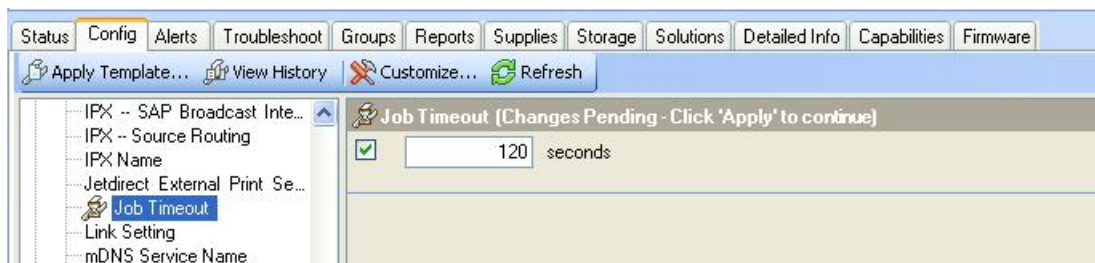 Status Config Alerts Troubleshoot Groups Reports Supplies Storage Solutions Detailed Info Capabilities Firmware
Apply Template... View History Customize... Refresh
IPX -- SAP Broadcast Inte...
IPX -- Source Routing
IPX Name
Jetdirect External Print Se...
Job Timeout
Link Setting
mDNS Service Name
Job Timeout (Changes Pending - Click 'Apply' to continue)
120 seconds